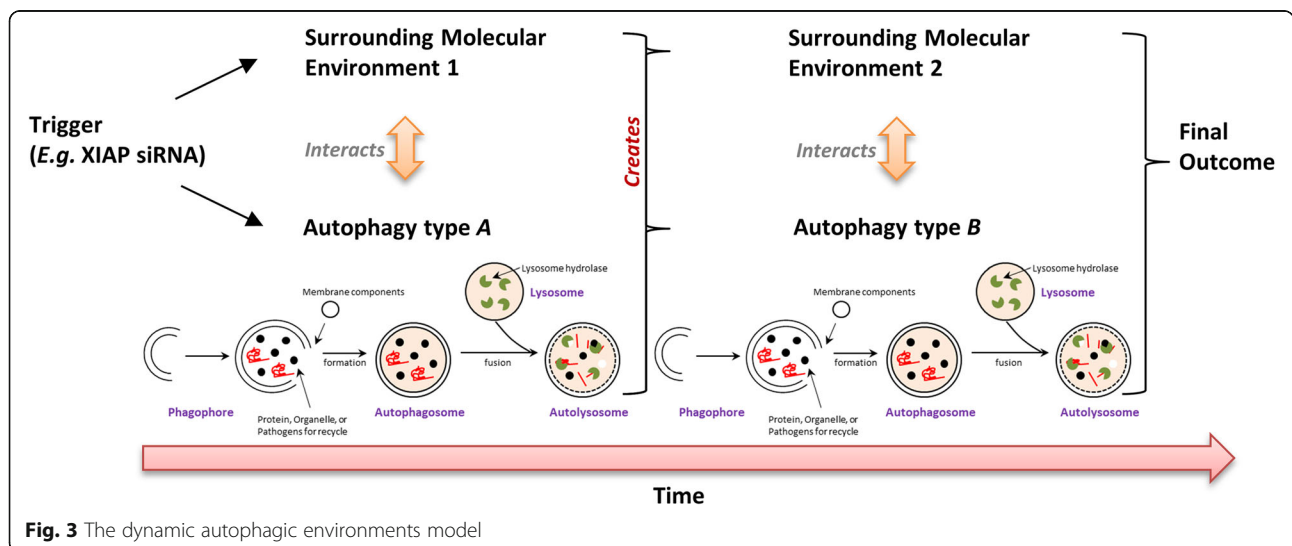 Surrounding Molecular
Environment 1
Surrounding Molecular
Environment 2
Trigger
(E.g. XIAP siRNA)
Interacts
Creates
Interacts
Final
Outcome
Autophagy type A
Autophagy type B
Lysosome hydrolase
Lysosome
Membrane components
formation
fusion
Phagophore
Protein, Organelle, or
Pathogens for recycle
Autophagosome
Autolysosome
Lysosome hydrolase
Lysosome
Membrane components
formation
fusion
Phagophore
Protein, Organelle, or
Pathogens for recycle
Autophagosome
Autolysosome
Time
Fig. 3 The dynamic autophagic environments model